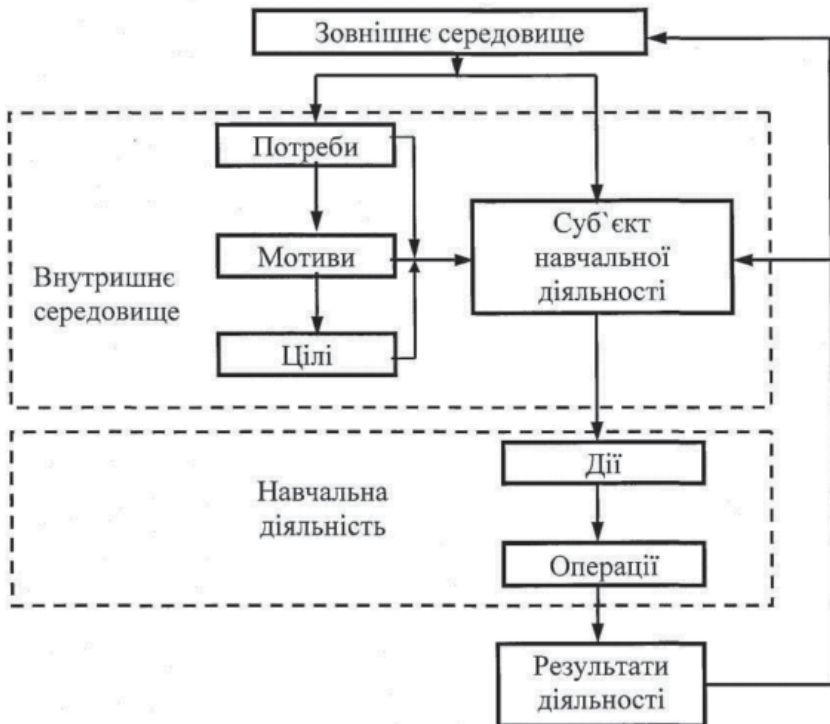 Зовнішнє середовище
Потреби
Мотиви
Цілі
Внутришнє
середовище
Суб`єкт
навчальної
діяльності
Навчальна
діяльність
Дії
Операції
Результати
діяльності